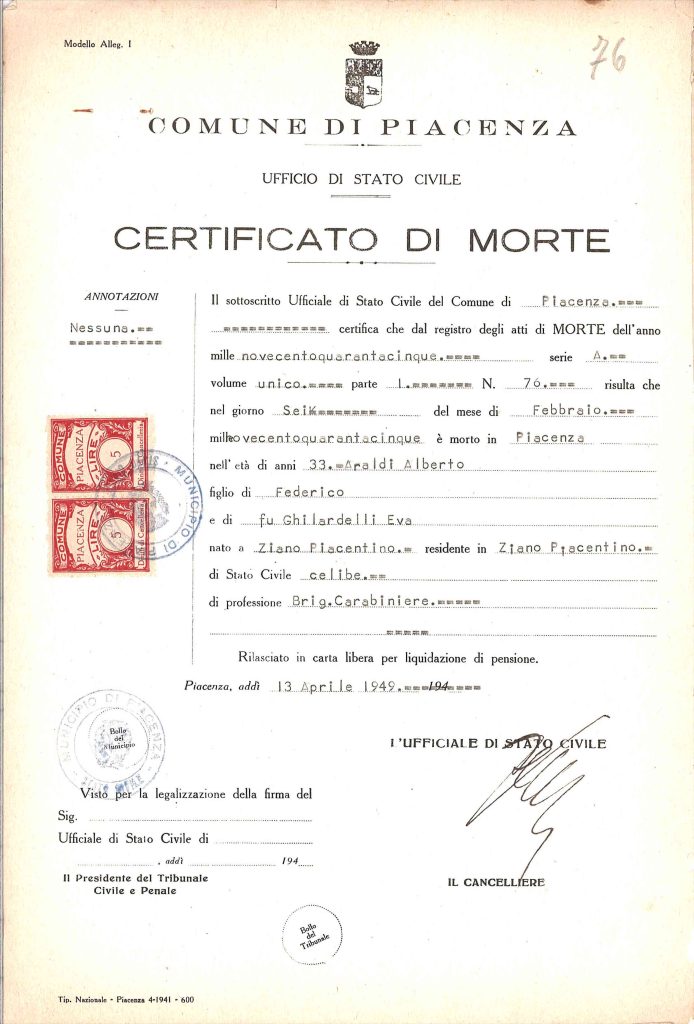 Modello Alleg. I
76
COMUNE DI PIACENZA
UFFICIO DI STATO CIVILE
CERTIFICATO DI MORTE
ANNOTAZIONI
Nessuna.==
===========
Il sottoscritto Ufficiale di Stato Civile del Comune di Piacenza.===
============ certifica che dal registro degli atti di MORTE dell'anno
mille novecentoquarantacinque.==== serie A.==
volume unico.==== parte I.======= N. 76.=== risulta che
nel giorno Sei======= del mese di Febbraio.===
mille novecentoquarantacinque è morto in Piacenza
nell'età di anni 33.=Araldi Alberto
figlio di Federico
e di fu Ghilardelli Eva
nato a Ziano Piacentino.= residente in Ziano Piacentino.=
di Stato Civile celibe.==
di professione Brig.Carabiniere.=====
=====
Rilasciato in carta libera per liquidazione di pensione.
Piacenza, addì 13 Aprile 1949.===194====
COMUNE
PIACENZA
LIRE
5
COMUNE
PIACENZA
LIRE
5
MUNICIPIO DI
MUNICIPIO DI PIACENZA
Bollo
del
Municipio
L'UFFICIALE DI STATO CIVILE
Visto per la legalizzazione della firma del
Sig.
Ufficiale di Stato Civile di
, addì 194
Il Presidente del Tribunale
Civile e Penale
IL CANCELLIERE
Bollo
del
Tribunale
Tip. Nazionale - Piacenza 4-1941 - 600